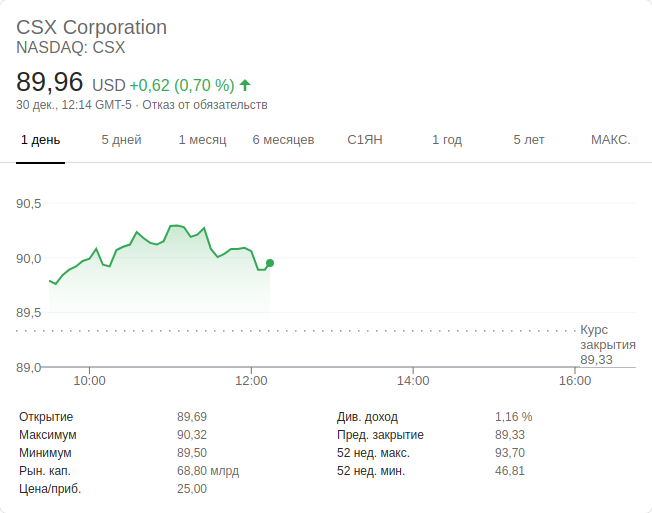 CSX Corporation
NASDAQ: CSX
89,96 USD +0,62 (0,70 %)
30 дек., 12:14 GMT-5 · Отказ от обязательств
1 день 5 дней 1 месяц 6 месяцев С1ЯН 1 год 5 лет МАКС.
90,5
90,0
89,5
Курс
закрытия
89,33
89,0
10:00 12:00 14:00 16:00
Открытие 89,69 Див. доход 1,16 %
Максимум 90,32 Пред. закрытие 89,33
Минимум 89,50 52 нед. макс. 93,70
Рын. кап. 68,80 млрд 52 нед. мин. 46,81
Цена/приб. 25,00